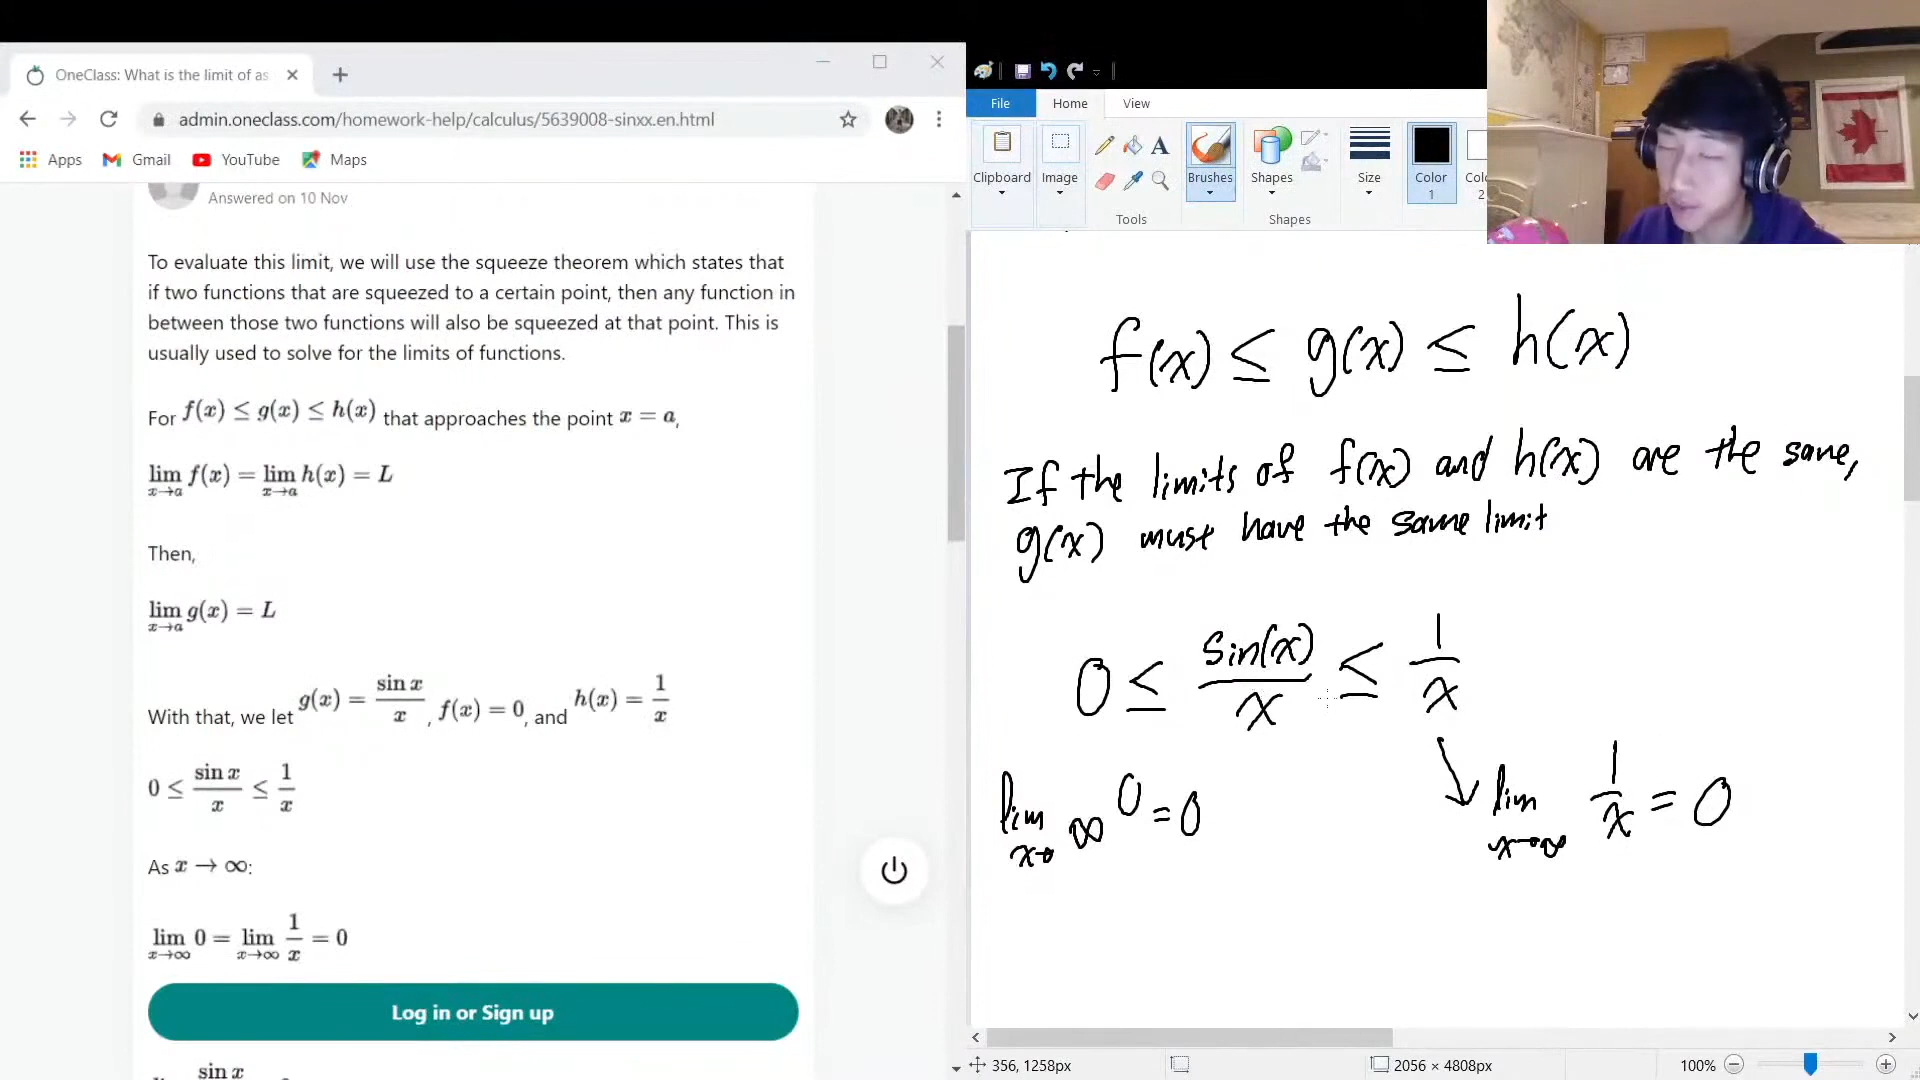 OneClass: What is the limit of as
admin.oneclass.com/homework-help/calculus/5639008-sinxx.en.html
Apps Gmail YouTube Maps
Answered on 10 Nov
To evaluate this limit, we will use the squeeze theorem which states that
if two functions that are squeezed to a certain point, then any function in
between those two functions will also be squeezed at that point. This is
usually used to solve for the limits of functions.
For f(x) ≤ g(x) ≤ h(x) that approaches the point x = a,
lim x→a f(x) = lim x→a h(x) = L
Then,
lim x→a g(x) = L
With that, we let g(x) = sin x / x, f(x) = 0, and h(x) = 1 / x
0 ≤ sin x / x ≤ 1 / x
As x → ∞:
lim x→∞ 0 = lim x→∞ 1 / x = 0
Log in or Sign up
sin x
File Home View
Clipboard Image Brushes Shapes Size Color 1
Tools Shapes
f(x) ≤ g(x) ≤ h(x)
If the limits of f(x) and h(x) are the same,
g(x) must have the same limit
0 ≤ sin(x) / x ≤ 1 / x
lim x→∞ 0 = 0
lim x→∞ 1 / x = 0
356, 1258px 2056 × 4808px 100%